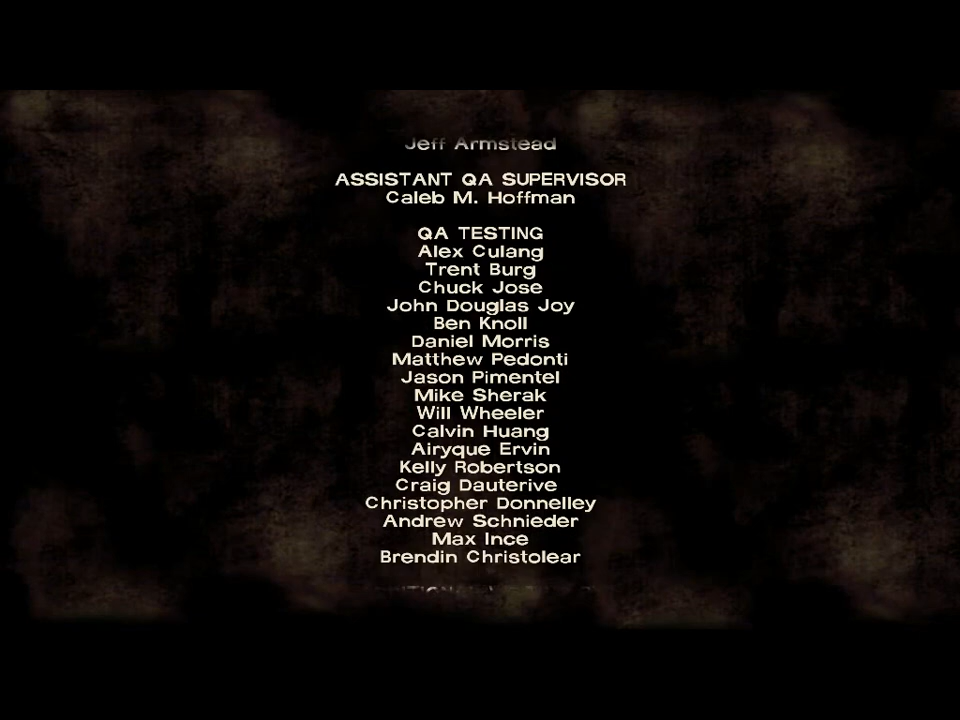 Jeff Armstead
ASSISTANT QA SUPERVISOR
Caleb M. Hoffman
QA TESTING
Alex Culang
Trent Burg
Chuck Jose
John Douglas Joy
Ben Knoll
Daniel Morris
Matthew Pedonti
Jason Pimentel
Mike Sherak
Will Wheeler
Calvin Huang
Airyque Ervin
Kelly Robertson
Craig Dauterive
Christopher Donnelley
Andrew Schnieder
Max Ince
Brendin Christolear